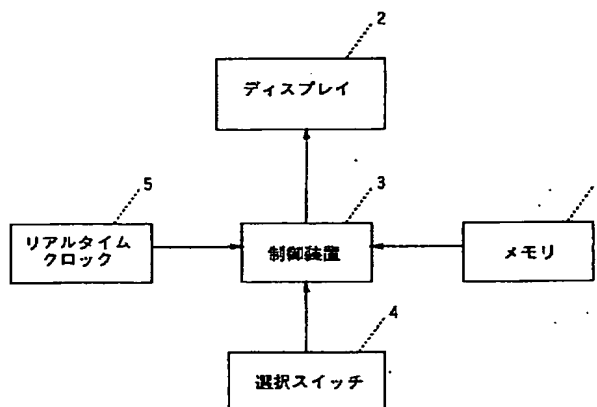 2
ディスプレイ
5
3
リアルタイム
クロック
制御装置
メモリ
4
選択スイッチ